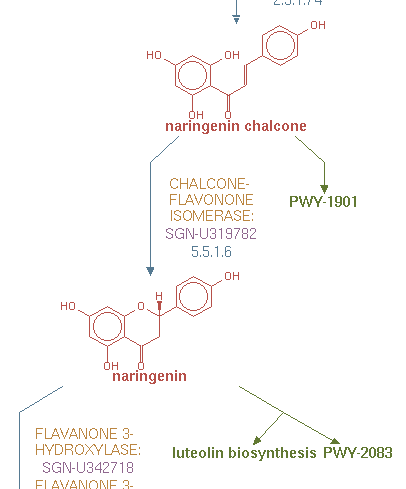 2.3.1.74
OH
HO
OH
OH
O
naringenin chalcone
CHALCONE-
FLAVONONE
ISOMERASE:
SGN-U319782
5.5.1.6
PWY-1901
OH
H
HO
O
OH
O
naringenin
FLAVANONE 3-
HYDROXYLASE:
SGN-U342718
FLAVANONE 3-
luteolin biosynthesis PWY-2083